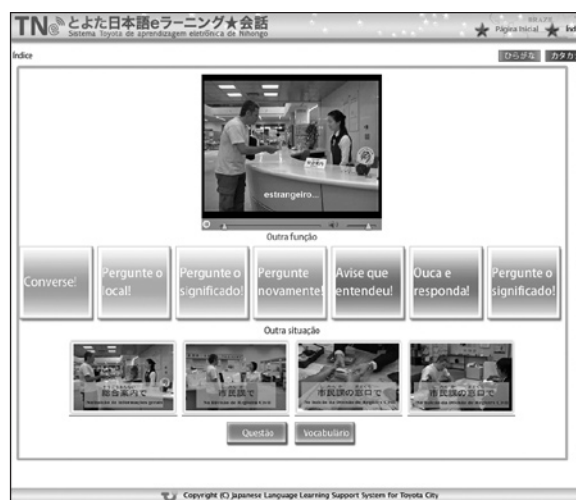 TN@ とよた日本語eラーニング★会話
Sistema Toyota de aprendizagem eletrônica de Nihongo
Página Inicial
Índice
ひらがな
estrangeiro...
Outra função
Converse!
Pergunte o
local!
Pergunte o
significado!
Pergunte
novamente!
Avise que
entendeu!
Ouca e
responda!
Pergunte o
significado!
Outra situação
総合案内で
市民課で
市民課の窓口で
市民課の窓口で
Questão
Vocabulário
Copyright (C) Japanese Language Learning Support System for Toyota City